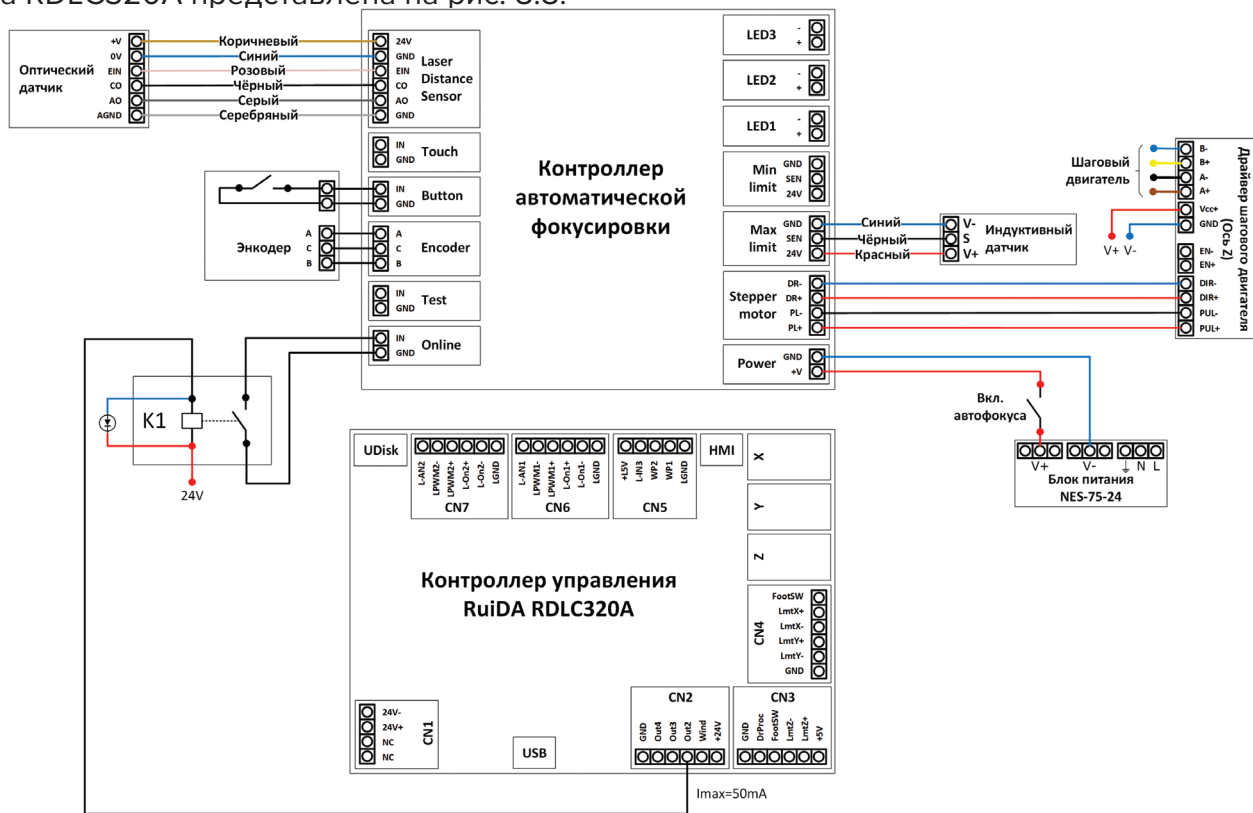 а RDLC320A представлена на рис. 3.3.
+V
0V
EIN
CO
AO
AGND
Оптический
датчик
Коричневый
Синий
Розовый
Чёрный
Серый
Серебряный
24V
GND
EIN
CO
AO
GND
Laser
Distance
Sensor
IN
GND
Touch
IN
GND
Button
Энкодер
A
C
B
A
C
B
Encoder
IN
GND
Test
IN
GND
Online
Контроллер
автоматической
фокусировки
LED3
-
+
LED2
-
+
LED1
-
+
Min
limit
GND
SEN
24V
Max
limit
GND
SEN
24V
Stepper
motor
DR-
DR+
PL-
PL+
Power
GND
+V
Синий
Чёрный
Красный
V-
S
V+
Индуктивный
датчик
Шаговый
двигатель
V+ V-
B-
B+
A-
A+
Vcc+
GND
EN-
EN+
DIR-
DIR+
PUL-
PUL+
Драйвер шагового двигателя
(Ось Z)
Вкл.
автофокуса
V+ V- N L
Блок питания
NES-75-24
K1
24V
UDisk
L-AN2
LPWM2-
LPWM2+
L-On2+
L-On2-
LGND
CN7
L-AN1
LPWM1-
LPWM1+
L-On1+
L-On1-
LGND
CN6
+L5V
L-IN3
WP2
WP1
LGND
CN5
HMI
X
Y
Z
Контроллер управления
RuiDA RDLC320A
CN4
FootSW
LmtX+
LmtX-
LmtY+
LmtY-
GND
24V-
24V+
NC
NC
CN1
USB
CN2
GND
Out4
Out3
Out2
Wind
+24V
CN3
GND
DrProc
FootSW
LmtZ-
LmtZ+
+5V
Imax=50mA